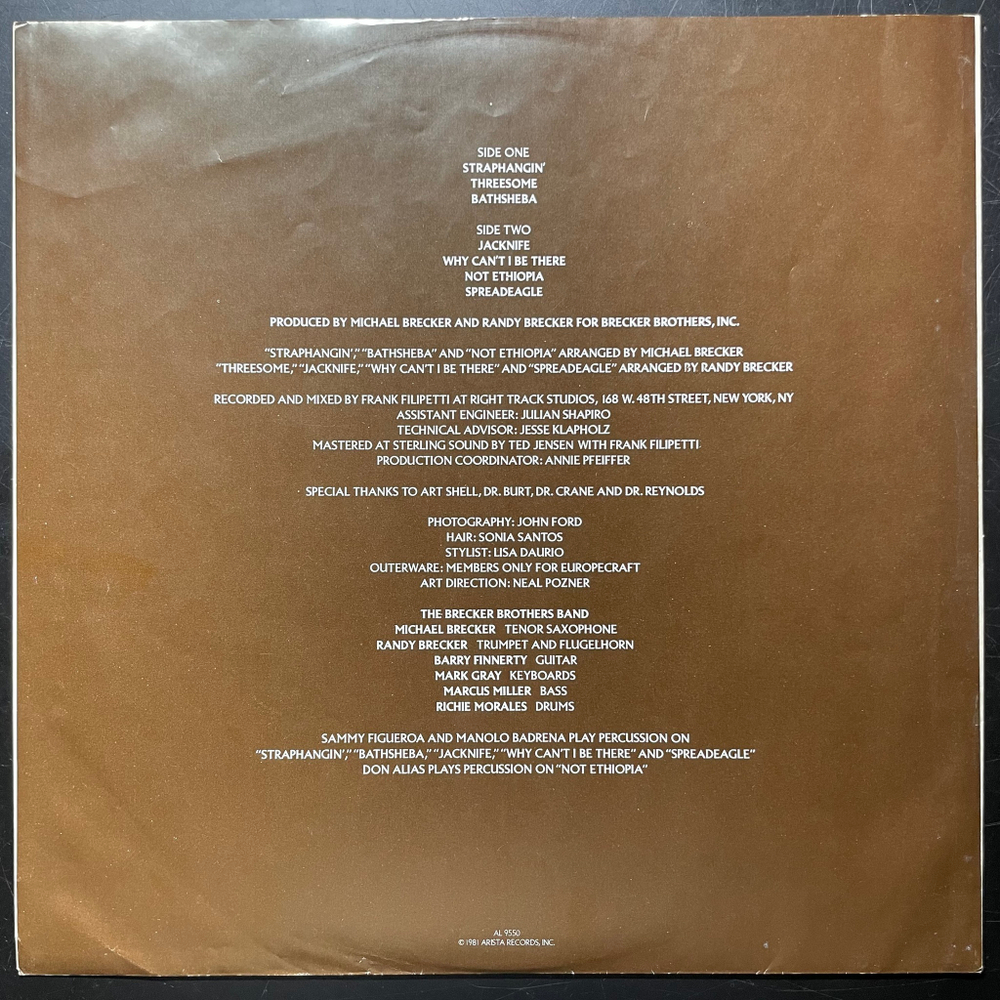 SIDE ONE
STRAPHANGIN'
THREESOME
BATHSHEBA
SIDE TWO
JACKNIFE
WHY CAN'T I BE THERE
NOT ETHIOPIA
SPREADEAGLE
PRODUCED BY MICHAEL BRECKER AND RANDY BRECKER FOR BRECKER BROTHERS, INC.
"STRAPHANGIN'," "BATHSHEBA" AND "NOT ETHIOPIA" ARRANGED BY MICHAEL BRECKER
"THREESOME," "JACKNIFE," "WHY CAN'T I BE THERE" AND "SPREADEAGLE" ARRANGED BY RANDY BRECKER
RECORDED AND MIXED BY FRANK FILIPETTI AT RIGHT TRACK STUDIOS, 168 W. 48TH STREET, NEW YORK, NY
ASSISTANT ENGINEER: JULIAN SHAPIRO
TECHNICAL ADVISOR: JESSE KLAPHOLZ
MASTERED AT STERLING SOUND BY TED JENSEN WITH FRANK FILIPETTI
PRODUCTION COORDINATOR: ANNIE PFEIFFER
SPECIAL THANKS TO ART SHELL, DR. BURT, DR. CRANE AND DR. REYNOLDS
PHOTOGRAPHY: JOHN FORD
HAIR: SONIA SANTOS
STYLIST: LISA DAURIO
OUTERWARE: MEMBERS ONLY FOR EUROPECRAFT
ART DIRECTION: NEAL POZNER
THE BRECKER BROTHERS BAND
MICHAEL BRECKER TENOR SAXOPHONE
RANDY BRECKER TRUMPET AND FLUGELHORN
BARRY FINNERTY GUITAR
MARK GRAY KEYBOARDS
MARCUS MILLER BASS
RICHIE MORALES DRUMS
SAMMY FIGUEROA AND MANOLO BADRENA PLAY PERCUSSION ON
"STRAPHANGIN'," "BATHSHEBA," "JACKNIFE," "WHY CAN'T I BE THERE" AND "SPREADEAGLE"
DON ALIAS PLAYS PERCUSSION ON "NOT ETHIOPIA"
AL 9550
© 1981 ARISTA RECORDS, INC.